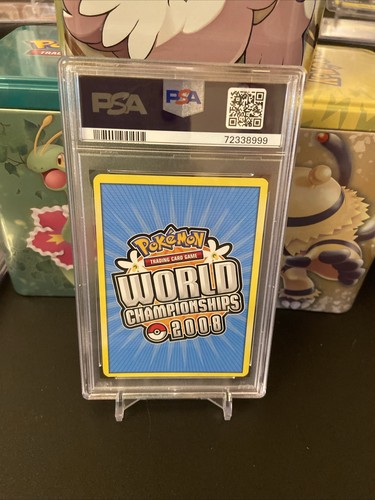 PSA
PSA
72338999
Pokémon
TRADING CARD GAME
WORLD
CHAMPIONSHIPS
2008